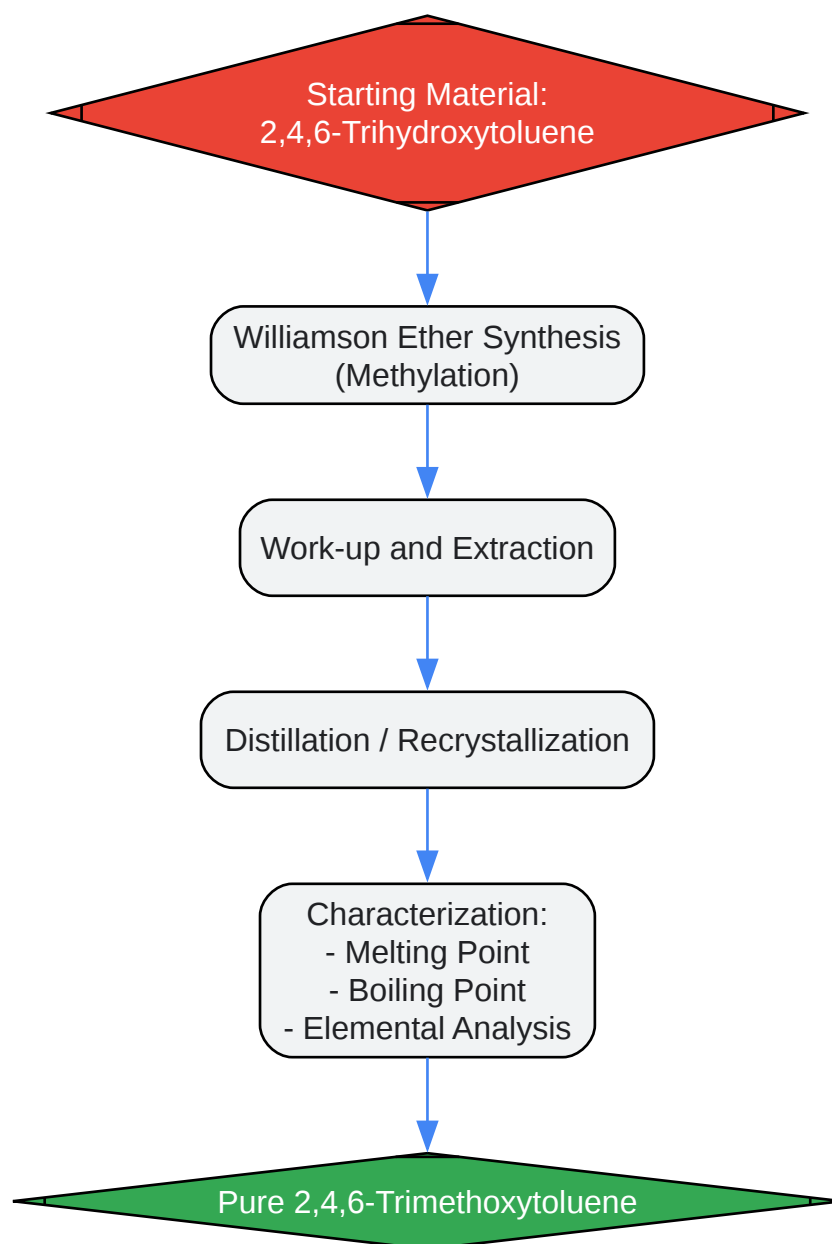 Starting Material:
2,4,6-Trihydroxytoluene
Williamson Ether Synthesis
(Methylation)
Work-up and Extraction
Distillation / Recrystallization
Characterization:
- Melting Point
- Boiling Point
- Elemental Analysis
Pure 2,4,6-Trimethoxytoluene